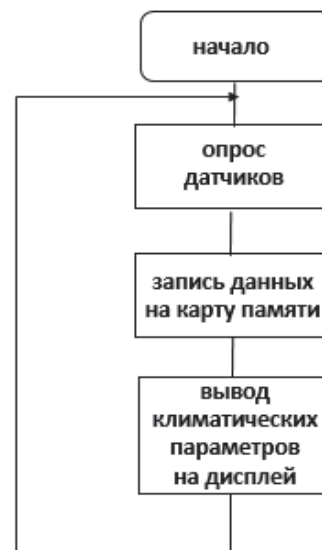 начало
опрос
датчиков
запись данных
на карту памяти
вывод
климатических
параметров
на дисплей